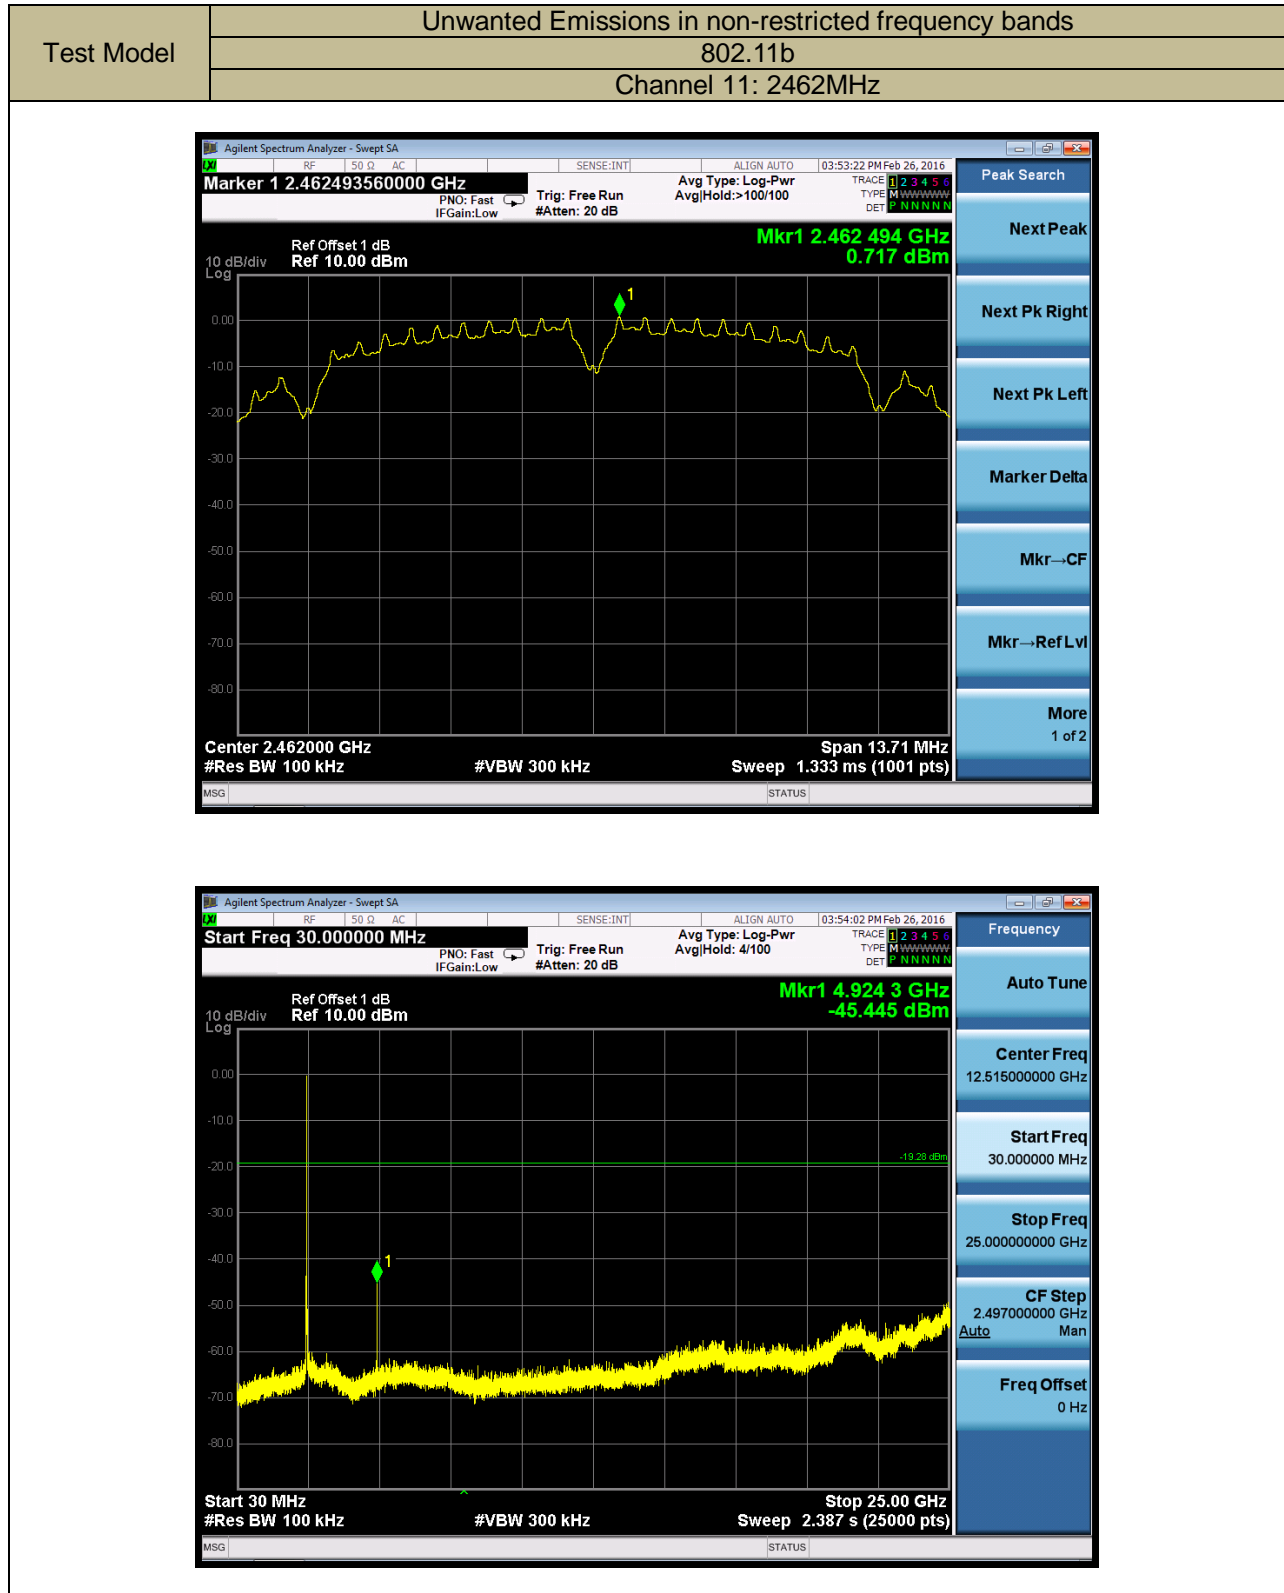 Test Model
Unwanted Emissions in non-restricted frequency bands
802.11b
Channel 11: 2462MHz
Agilent Spectrum Analyzer - Swept SA
LXI RF 50 Ω AC SENSE:INT ALIGN AUTO 03:53:22 PM Feb 26, 2016
Marker 1 2.462493560000 GHz
PNO: Fast
IFGain:Low
Trig: Free Run
#Atten: 20 dB
Avg Type: Log-Pwr
Avg|Hold:>100/100
TRACE 1 2 3 4 5 6
TYPE M WWWWW
DET P N N N N N
Mkr1 2.462 494 GHz
0.717 dBm
Ref Offset 1 dB
10 dB/div Ref 10.00 dBm
Log
0.00
-10.0
-20.0
-30.0
-40.0
-50.0
-60.0
-70.0
-80.0
1
Center 2.462000 GHz
Span 13.71 MHz
#Res BW 100 kHz
#VBW 300 kHz
Sweep 1.333 ms (1001 pts)
MSG
STATUS
Peak Search
Next Peak
Next Pk Right
Next Pk Left
Marker Delta
Mkr→CF
Mkr→Ref Lvl
More
1 of 2
Agilent Spectrum Analyzer - Swept SA
LXI RF 50 Ω AC SENSE:INT ALIGN AUTO 03:54:02 PM Feb 26, 2016
Start Freq 30.000000 MHz
PNO: Fast
IFGain:Low
Trig: Free Run
#Atten: 20 dB
Avg Type: Log-Pwr
Avg|Hold: 4/100
TRACE 1 2 3 4 5 6
TYPE M WWWWW
DET P N N N N N
Mkr1 4.924 3 GHz
-45.445 dBm
Ref Offset 1 dB
10 dB/div Ref 10.00 dBm
Log
0.00
-10.0
-20.0
-30.0
-40.0
-50.0
-60.0
-70.0
-80.0
-19.28 dBm
1
Start 30 MHz
Stop 25.00 GHz
#Res BW 100 kHz
#VBW 300 kHz
Sweep 2.387 s (25000 pts)
MSG
STATUS
Frequency
Auto Tune
Center Freq
12.515000000 GHz
Start Freq
30.000000 MHz
Stop Freq
25.000000000 GHz
CF Step
2.497000000 GHz
Auto Man
Freq Offset
0 Hz